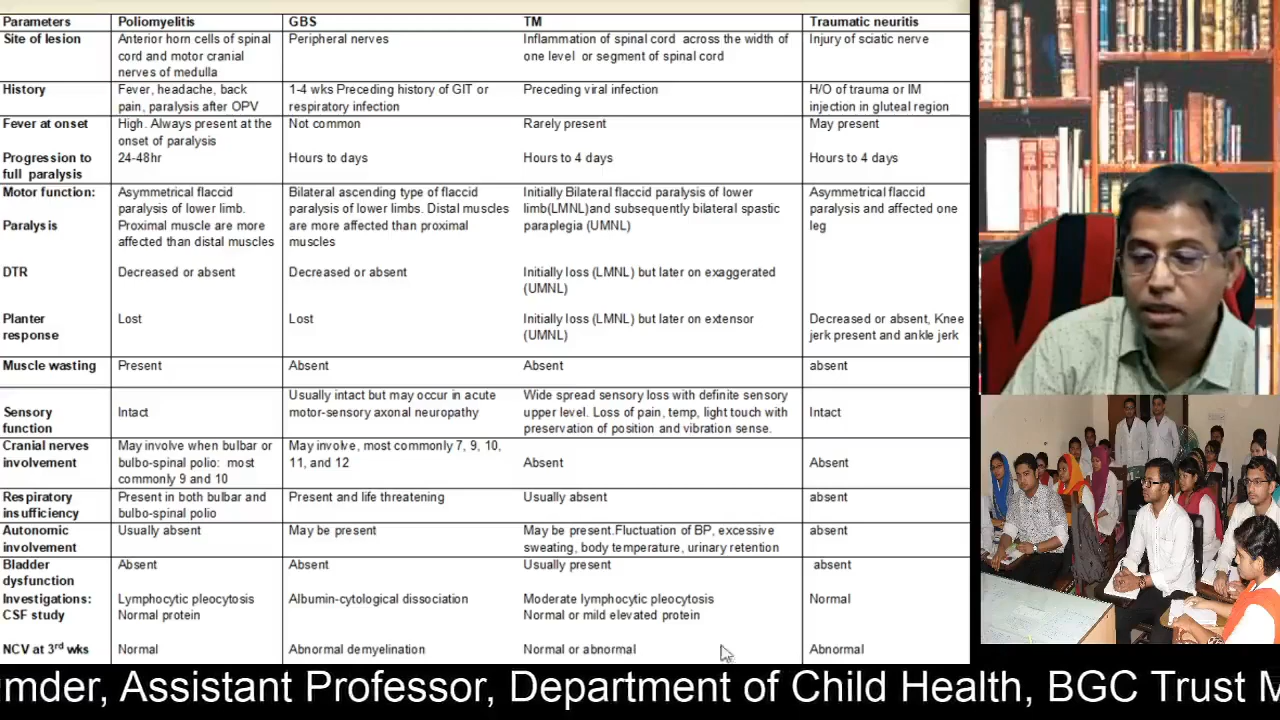 Parameters Poliomyelitis GBS TM Traumatic neuritis
Site of lesion
Anterior horn cells of spinal
cord and motor cranial
nerves of medulla
Peripheral nerves
Inflammation of spinal cord across the width of
one level or segment of spinal cord
Injury of sciatic nerve
History
Fever, headache, back
pain, paralysis after OPV
1-4 wks Preceding history of GIT or
respiratory infection
Preceding viral infection
H/O of trauma or IM
injection in gluteal region
Fever at onset
High. Always present at the
onset of paralysis
Not common
Rarely present
May present
Progression to
full paralysis
24-48hr
Hours to days
Hours to 4 days
Hours to 4 days
Motor function:
Paralysis
Asymmetrical flaccid
paralysis of lower limb.
Proximal muscle are more
affected than distal muscles
Bilateral ascending type of flaccid
paralysis of lower limbs. Distal muscles
are more affected than proximal
muscles
Initially Bilateral flaccid paralysis of lower
limb(LMNL)and subsequently bilateral spastic
paraplegia (UMNL)
Asymmetrical flaccid
paralysis and affected one
leg
DTR
Decreased or absent
Decreased or absent
Initially loss (LMNL) but later on exaggerated
(UMNL)
Planter
response
Lost
Lost
Initially loss (LMNL) but later on extensor
(UMNL)
Decreased or absent, Knee
jerk present and ankle jerk
Muscle wasting
Present
Absent
Absent
absent
Sensory
function
Intact
Usually intact but may occur in acute
motor-sensory axonal neuropathy
Wide spread sensory loss with definite sensory
upper level. Loss of pain, temp, light touch with
preservation of position and vibration sense.
Intact
Cranial nerves
involvement
May involve when bulbar or
bulbo-spinal polio: most
commonly 9 and 10
May involve, most commonly 7, 9, 10,
11, and 12
Absent
Absent
Respiratory
insufficiency
Present in both bulbar and
bulbo-spinal polio
Present and life threatening
Usually absent
absent
Autonomic
involvement
Usually absent
May be present
May be present.Fluctuation of BP, excessive
sweating, body temperature, urinary retention
absent
Bladder
dysfunction
Absent
Absent
Usually present
absent
Investigations:
CSF study
Lymphocytic pleocytosis
Normal protein
Albumin-cytological dissociation
Moderate lymphocytic pleocytosis
Normal or mild elevated protein
Normal
NCV at 3rd wks
Normal
Abnormal demyelination
Normal or abnormal
Abnormal
umder, Assistant Professor, Department of Child Health, BGC Trust M